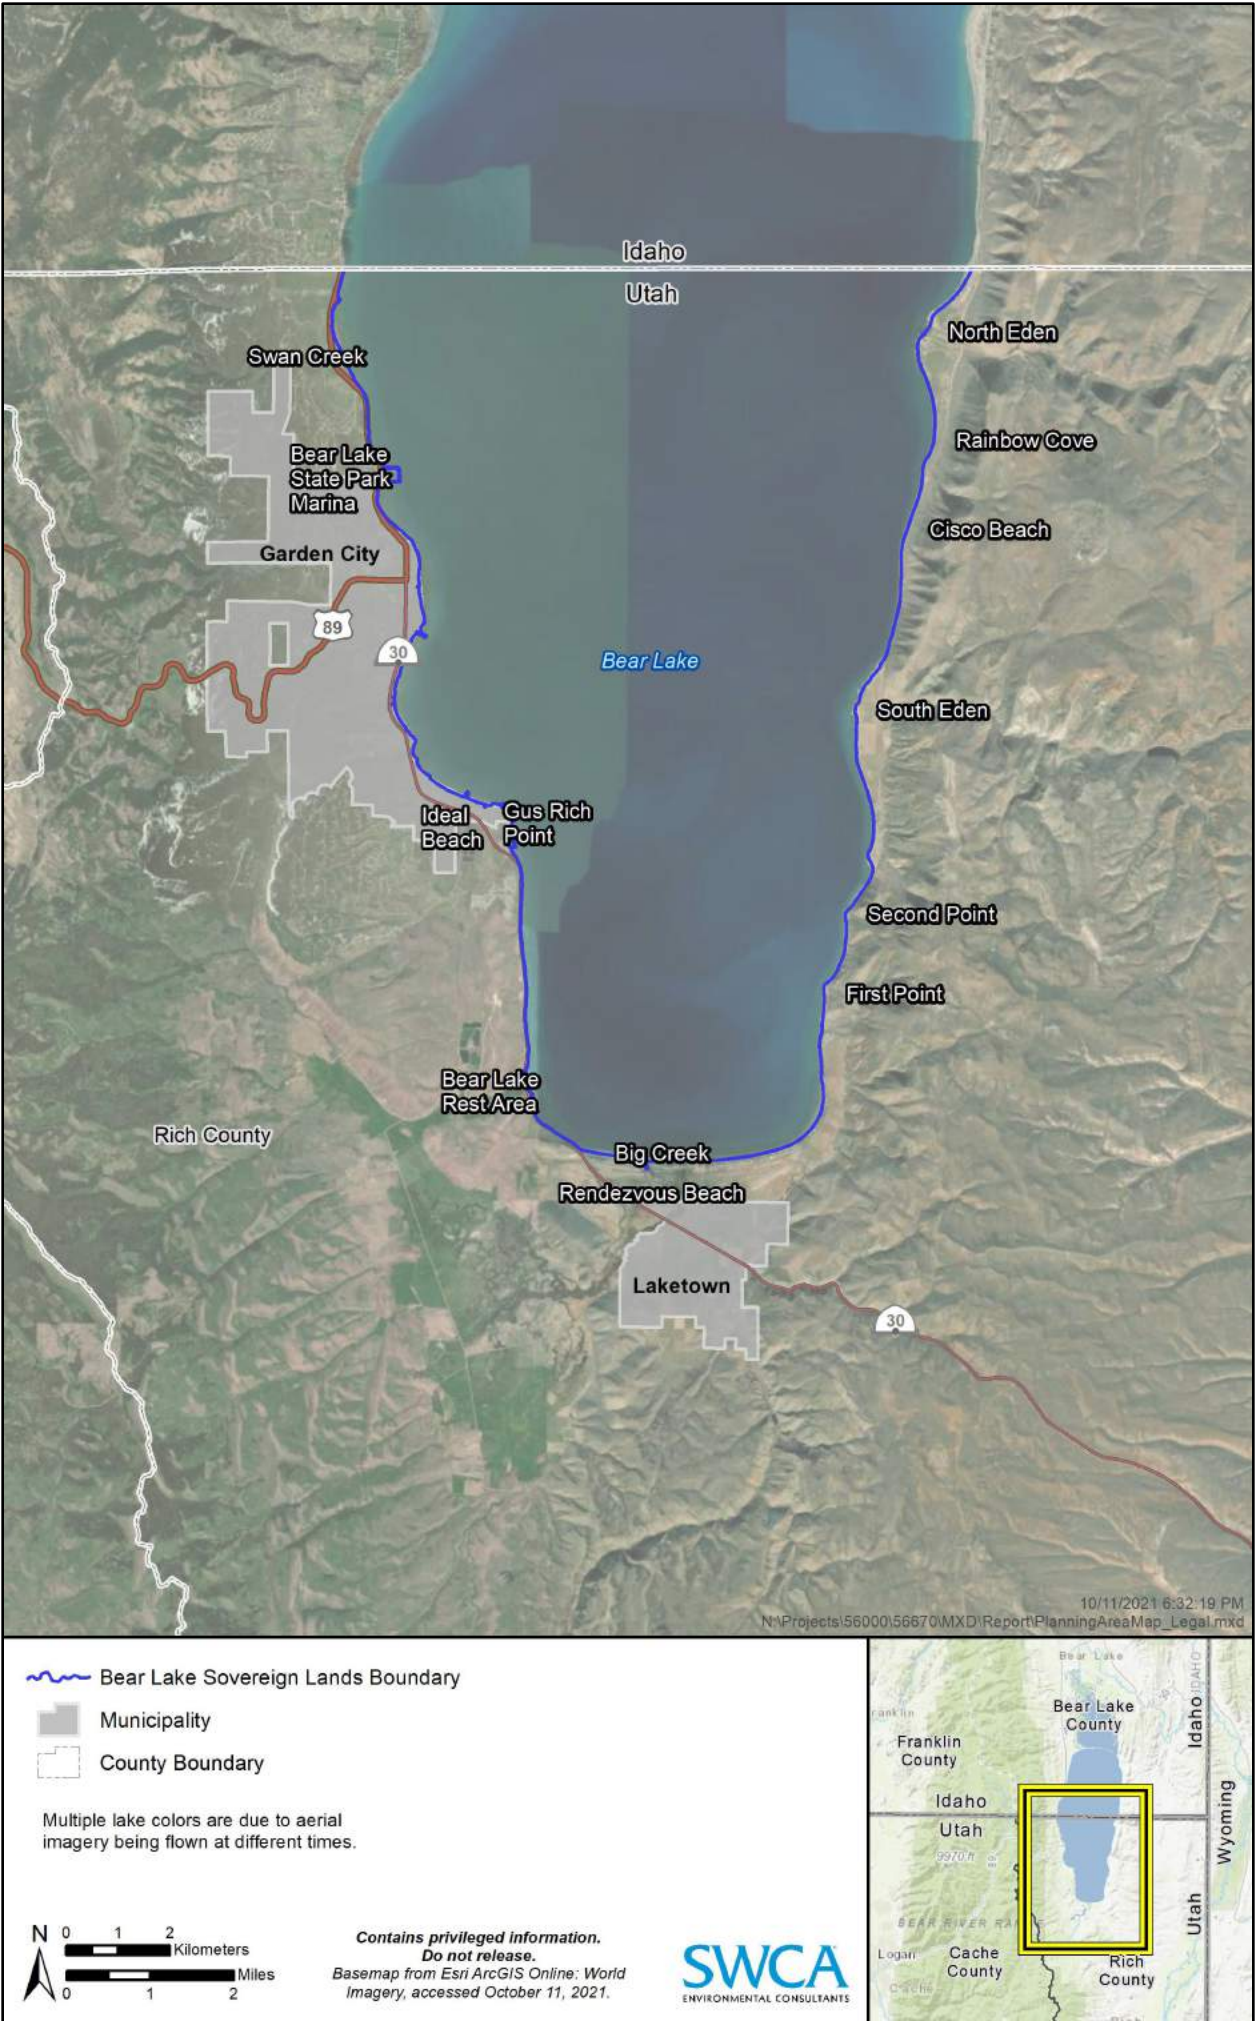 Idaho
Utah
North Eden
Swan Creek
Rainbow Cove
Bear Lake
State Park
Marina
Cisco Beach
Garden City
89
30
Bear Lake
South Eden
Ideal
Beach
Gus Rich
Point
Second Point
First Point
Bear Lake
Rest Area
Rich County
Big Creek
Rendezvous Beach
Laketown
30
10/11/2021 6:32:19 PM
N:\Projects\56000\56670\MXD\Report\PlanningAreaMap_Legal.mxd
Bear Lake Sovereign Lands Boundary
Municipality
County Boundary
Multiple lake colors are due to aerial
imagery being flown at different times.
N
0 1 2
Kilometers
Miles
0 1 2
Contains privileged information.
Do not release.
Basemap from Esri ArcGIS Online: World
Imagery, accessed October 11, 2021.
SWCA
ENVIRONMENTAL CONSULTANTS
Bear Lake
IDAHO
Bear Lake
County
Idaho
Franklin
County
Idaho
Utah
Wyoming
9970 ft
Utah
Logan
Cache
County
Rich
County
Cache